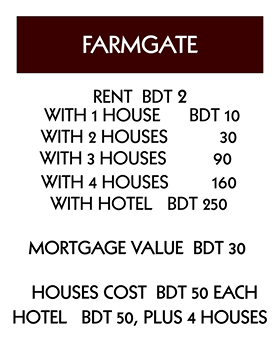 FARMGATE
RENT BDT 2
WITH 1 HOUSE BDT 10
WITH 2 HOUSES 30
WITH 3 HOUSES 90
WITH 4 HOUSES 160
WITH HOTEL BDT 250
MORTGAGE VALUE BDT 30
HOUSES COST BDT 50 EACH
HOTEL BDT 50, PLUS 4 HOUSES